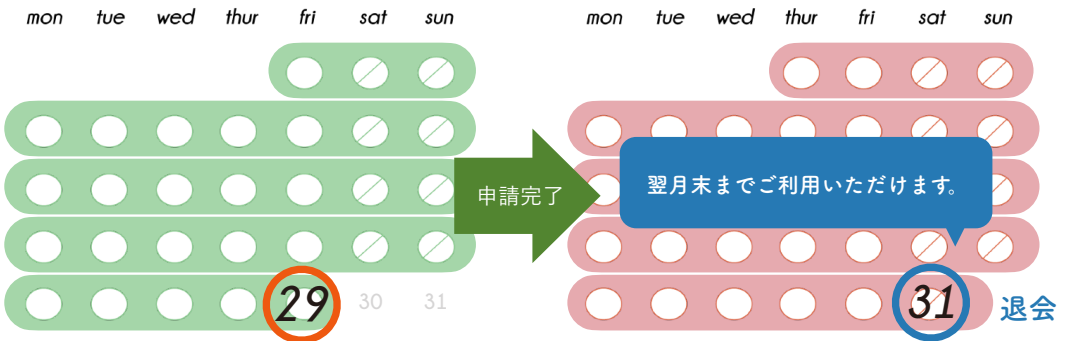 mon tue wed thur fri sat sun
mon tue wed thur fri sat sun
申請完了
翌月末までご利用いただけます。
29 30 31
31 退会